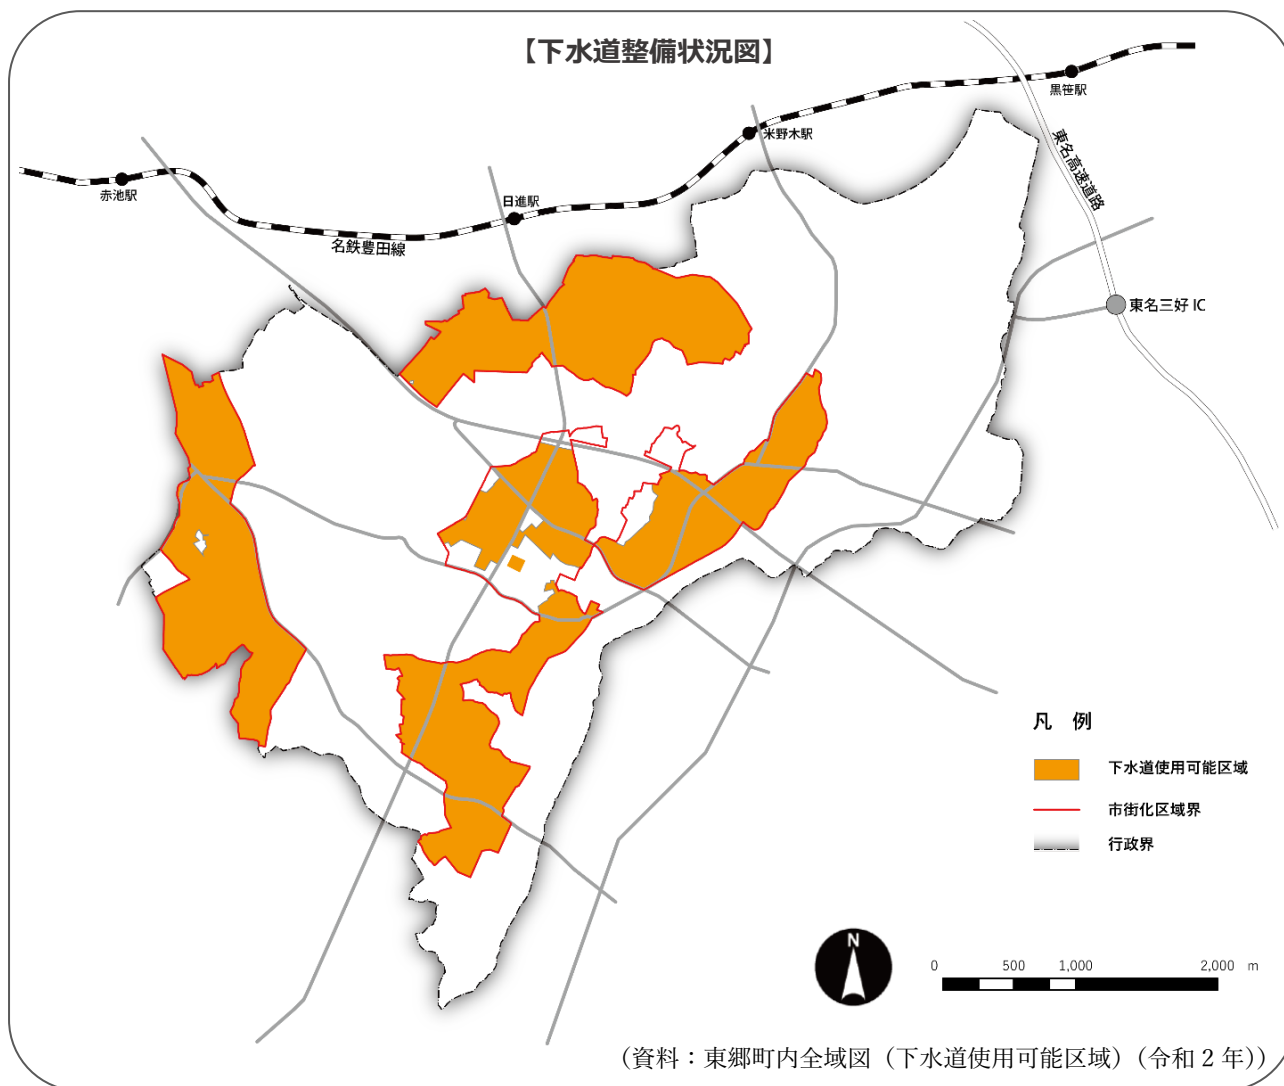 【下水道整備状況図】
黒笹駅
米野木駅
東名高速道路
赤池駅
日進駅
名鉄豊田線
東名三好 IC
凡 例
下水道使用可能区域
市街化区域界
行政界
N
0 500 1,000 2,000 m
(資料：東郷町内全域図（下水道使用可能区域）(令和 2 年))